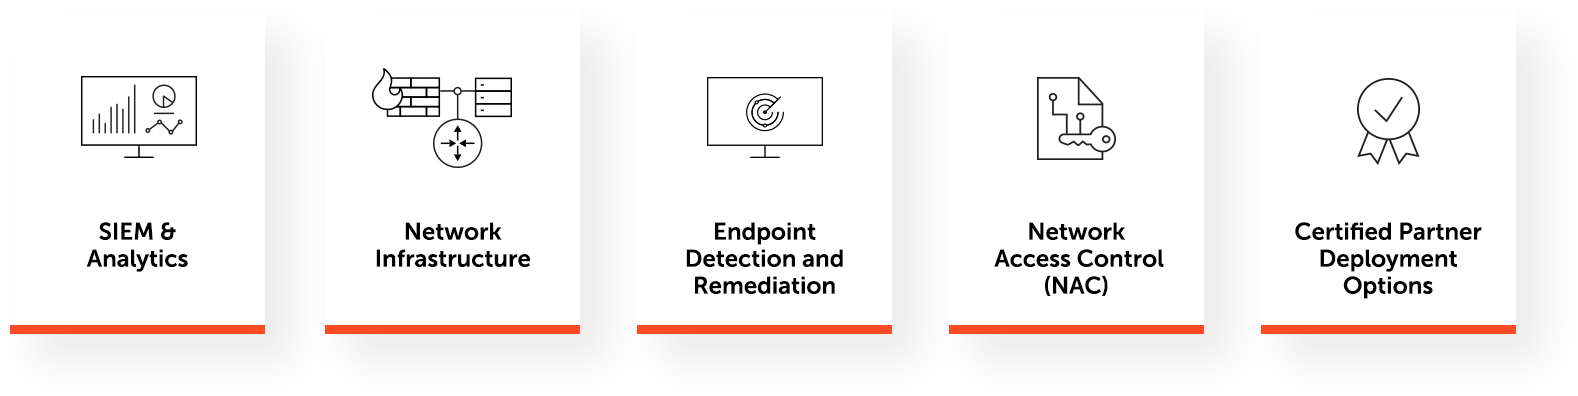 SIEM &
Analytics
Network
Infrastructure
Endpoint
Detection and
Remediation
Network
Access Control
(NAC)
Certified Partner
Deployment
Options